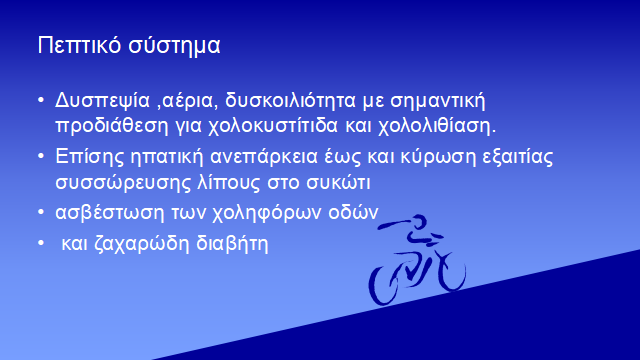 Πεπτικό σύστημα
• Δυσπεψία ,αέρια, δυσκοιλιότητα με σημαντική
προδιάθεση για χολοκυστίτιδα και χολολιθίαση.
• Επίσης ηπατική ανεπάρκεια έως και κύρωση εξαιτίας
συσσώρευσης λίπους στο συκώτι
• ασβέστωση των χοληφόρων οδών
• και ζαχαρώδη διαβήτη